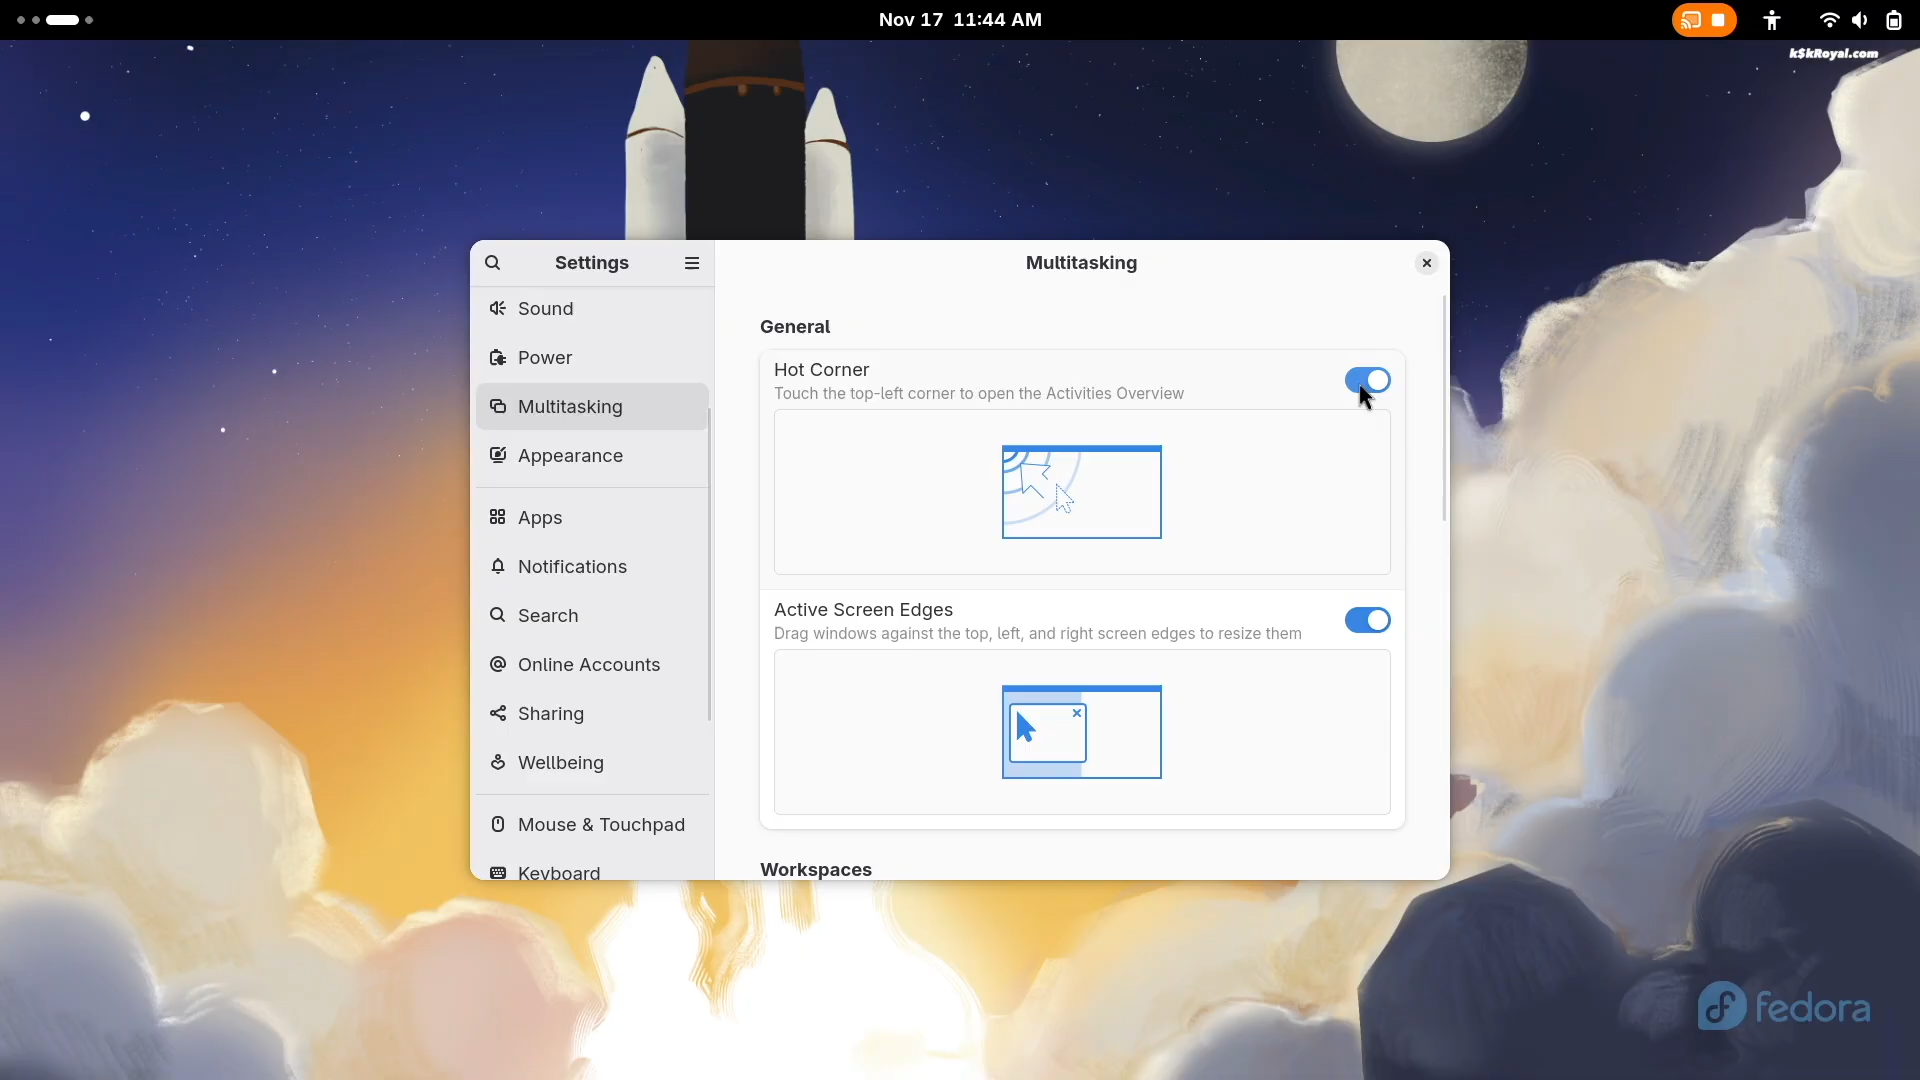 Nov 17 11:44 AM
k$kRoyal.com
Settings
Multitasking
Sound
Power
Multitasking
Appearance
Apps
Notifications
Search
Online Accounts
Sharing
Wellbeing
Mouse & Touchpad
Keyboard
General
Hot Corner
Touch the top-left corner to open the Activities Overview
Active Screen Edges
Drag windows against the top, left, and right screen edges to resize them
Workspaces
fedora